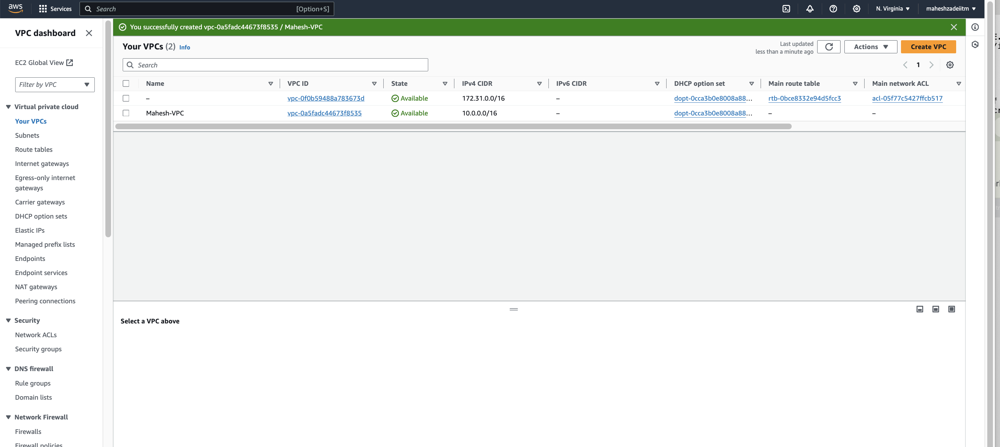 aws
Services
Search [Option+S]
N. Virginia
maheshzadeiitm
VPC dashboard
EC2 Global View
Filter by VPC
Virtual private cloud
Your VPCs
Subnets
Route tables
Internet gateways
Egress-only internet
gateways
Carrier gateways
DHCP option sets
Elastic IPs
Managed prefix lists
Endpoints
Endpoint services
NAT gateways
Peering connections
Security
Network ACLs
Security groups
DNS firewall
Rule groups
Domain lists
Network Firewall
Firewalls
Firewall policies
You successfully created vpc-0a5fadc44673f8535 / Mahesh-VPC
Your VPCs (2) Info
Last updated
less than a minute ago
Actions
Create VPC
Search
1
Name VPC ID State IPv4 CIDR IPv6 CIDR DHCP option set Main route table Main network ACL
– vpc-0f0b59488a783673d Available 172.31.0.0/16 – dopt-0cca3b0e8008a88... rtb-0bce8332e94d5fcc3 acl-05f77c5427ffcb517
Mahesh-VPC vpc-0a5fadc44673f8535 Available 10.0.0.0/16 – dopt-0cca3b0e8008a88... – –
Select a VPC above